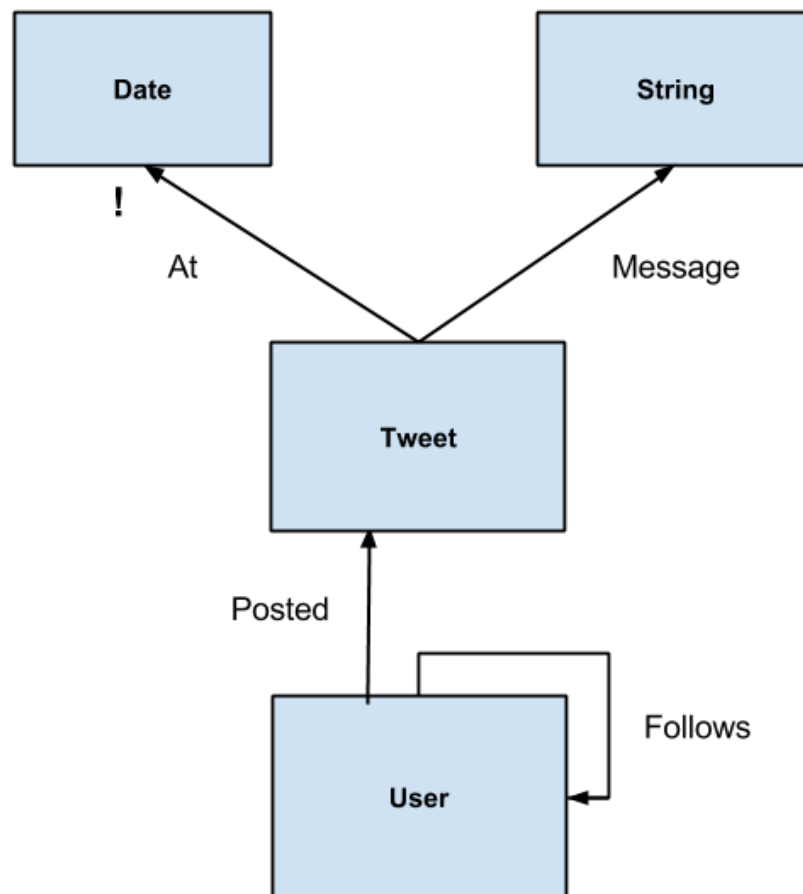 Date
String
!
At
Message
Tweet
Posted
Follows
User